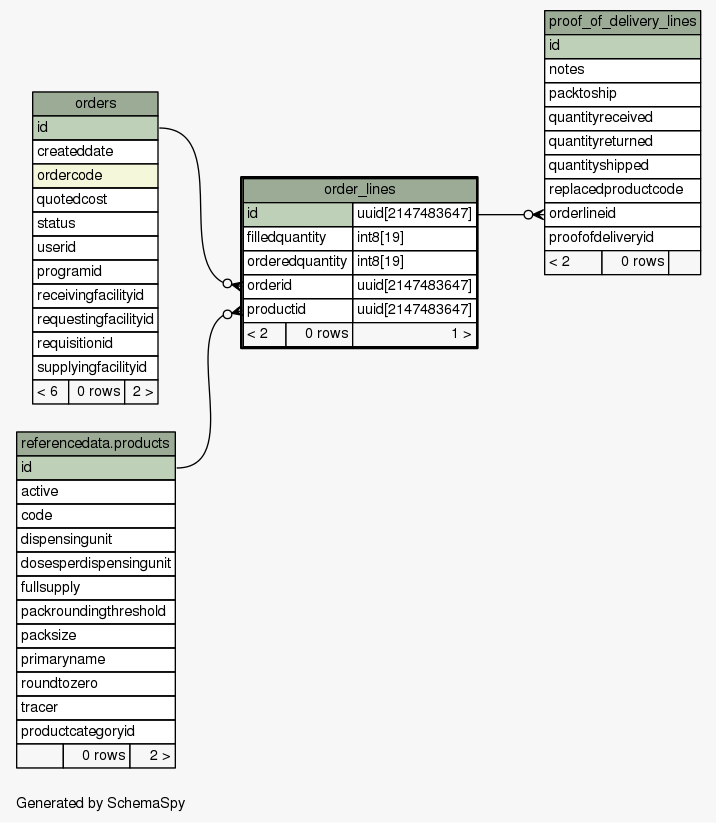 proof_of_delivery_lines
id
notes
packtoship
quantityreceived
quantityreturned
quantityshipped
replacedproductcode
orderlineid
proofofdeliveryid
< 2 0 rows
orders
id
createddate
ordercode
quotedcost
status
userid
programid
receivingfacilityid
requestingfacilityid
requisitionid
supplyingfacilityid
< 6 0 rows 2 >
order_lines
id uuid[2147483647]
filledquantity int8[19]
orderedquantity int8[19]
orderid uuid[2147483647]
productid uuid[2147483647]
< 2 0 rows 1 >
referencedata.products
id
active
code
dispensingunit
dosesperdispensingunit
fullsupply
packroundingthreshold
packsize
primaryname
roundtozero
tracer
productcategoryid
0 rows 2 >
Generated by SchemaSpy